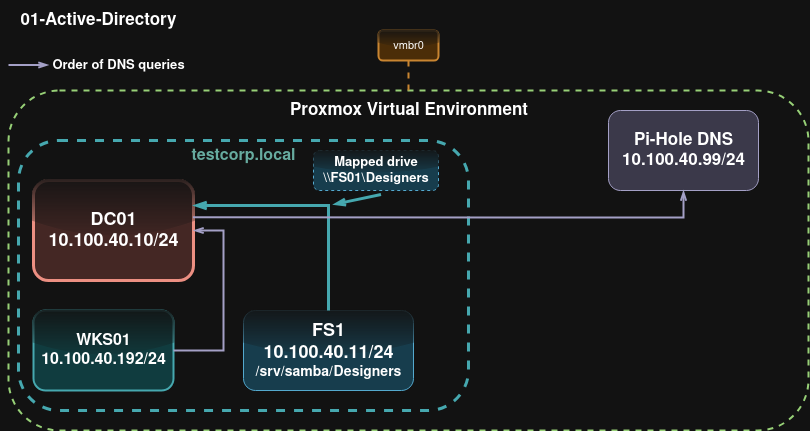 01-Active-Directory
vmbr0
Order of DNS queries
Proxmox Virtual Environment
Pi-Hole DNS
10.100.40.99/24
testcorp.local
Mapped drive
\\FS01\Designers
DC01
10.100.40.10/24
WKS01
10.100.40.192/24
FS1
10.100.40.11/24
/srv/samba/Designers